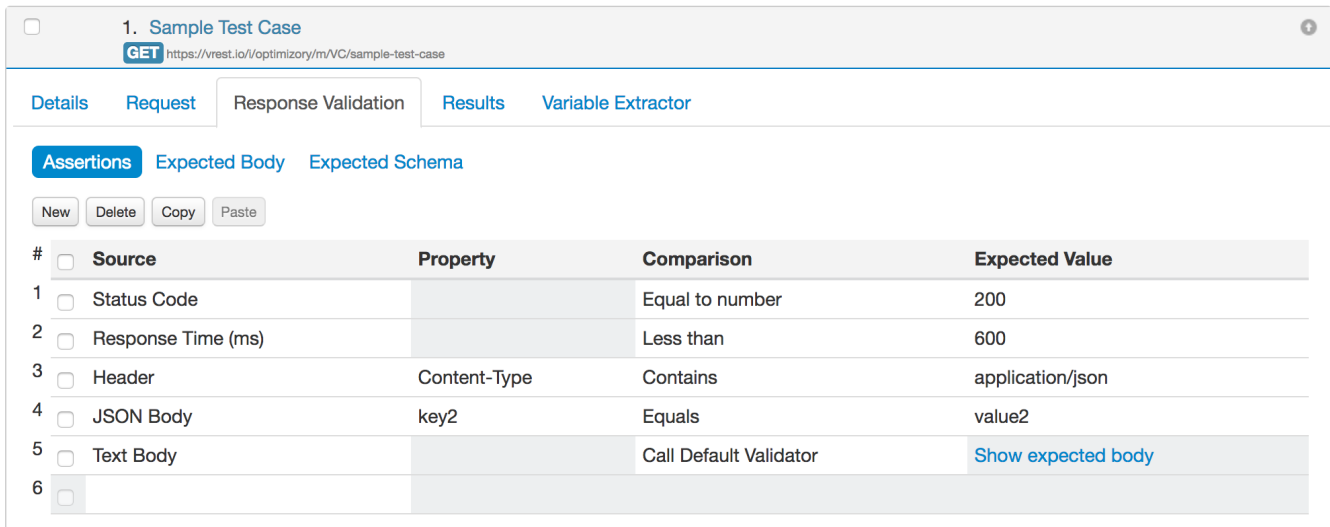 1. Sample Test Case
GET https://vrest.io/i/optimizory/m/VC/sample-test-case
Details Request Response Validation Results Variable Extractor
Assertions Expected Body Expected Schema
New Delete Copy Paste
# Source Property Comparison Expected Value
1 Status Code Equal to number 200
2 Response Time (ms) Less than 600
3 Header Content-Type Contains application/json
4 JSON Body key2 Equals value2
5 Text Body Call Default Validator Show expected body
6